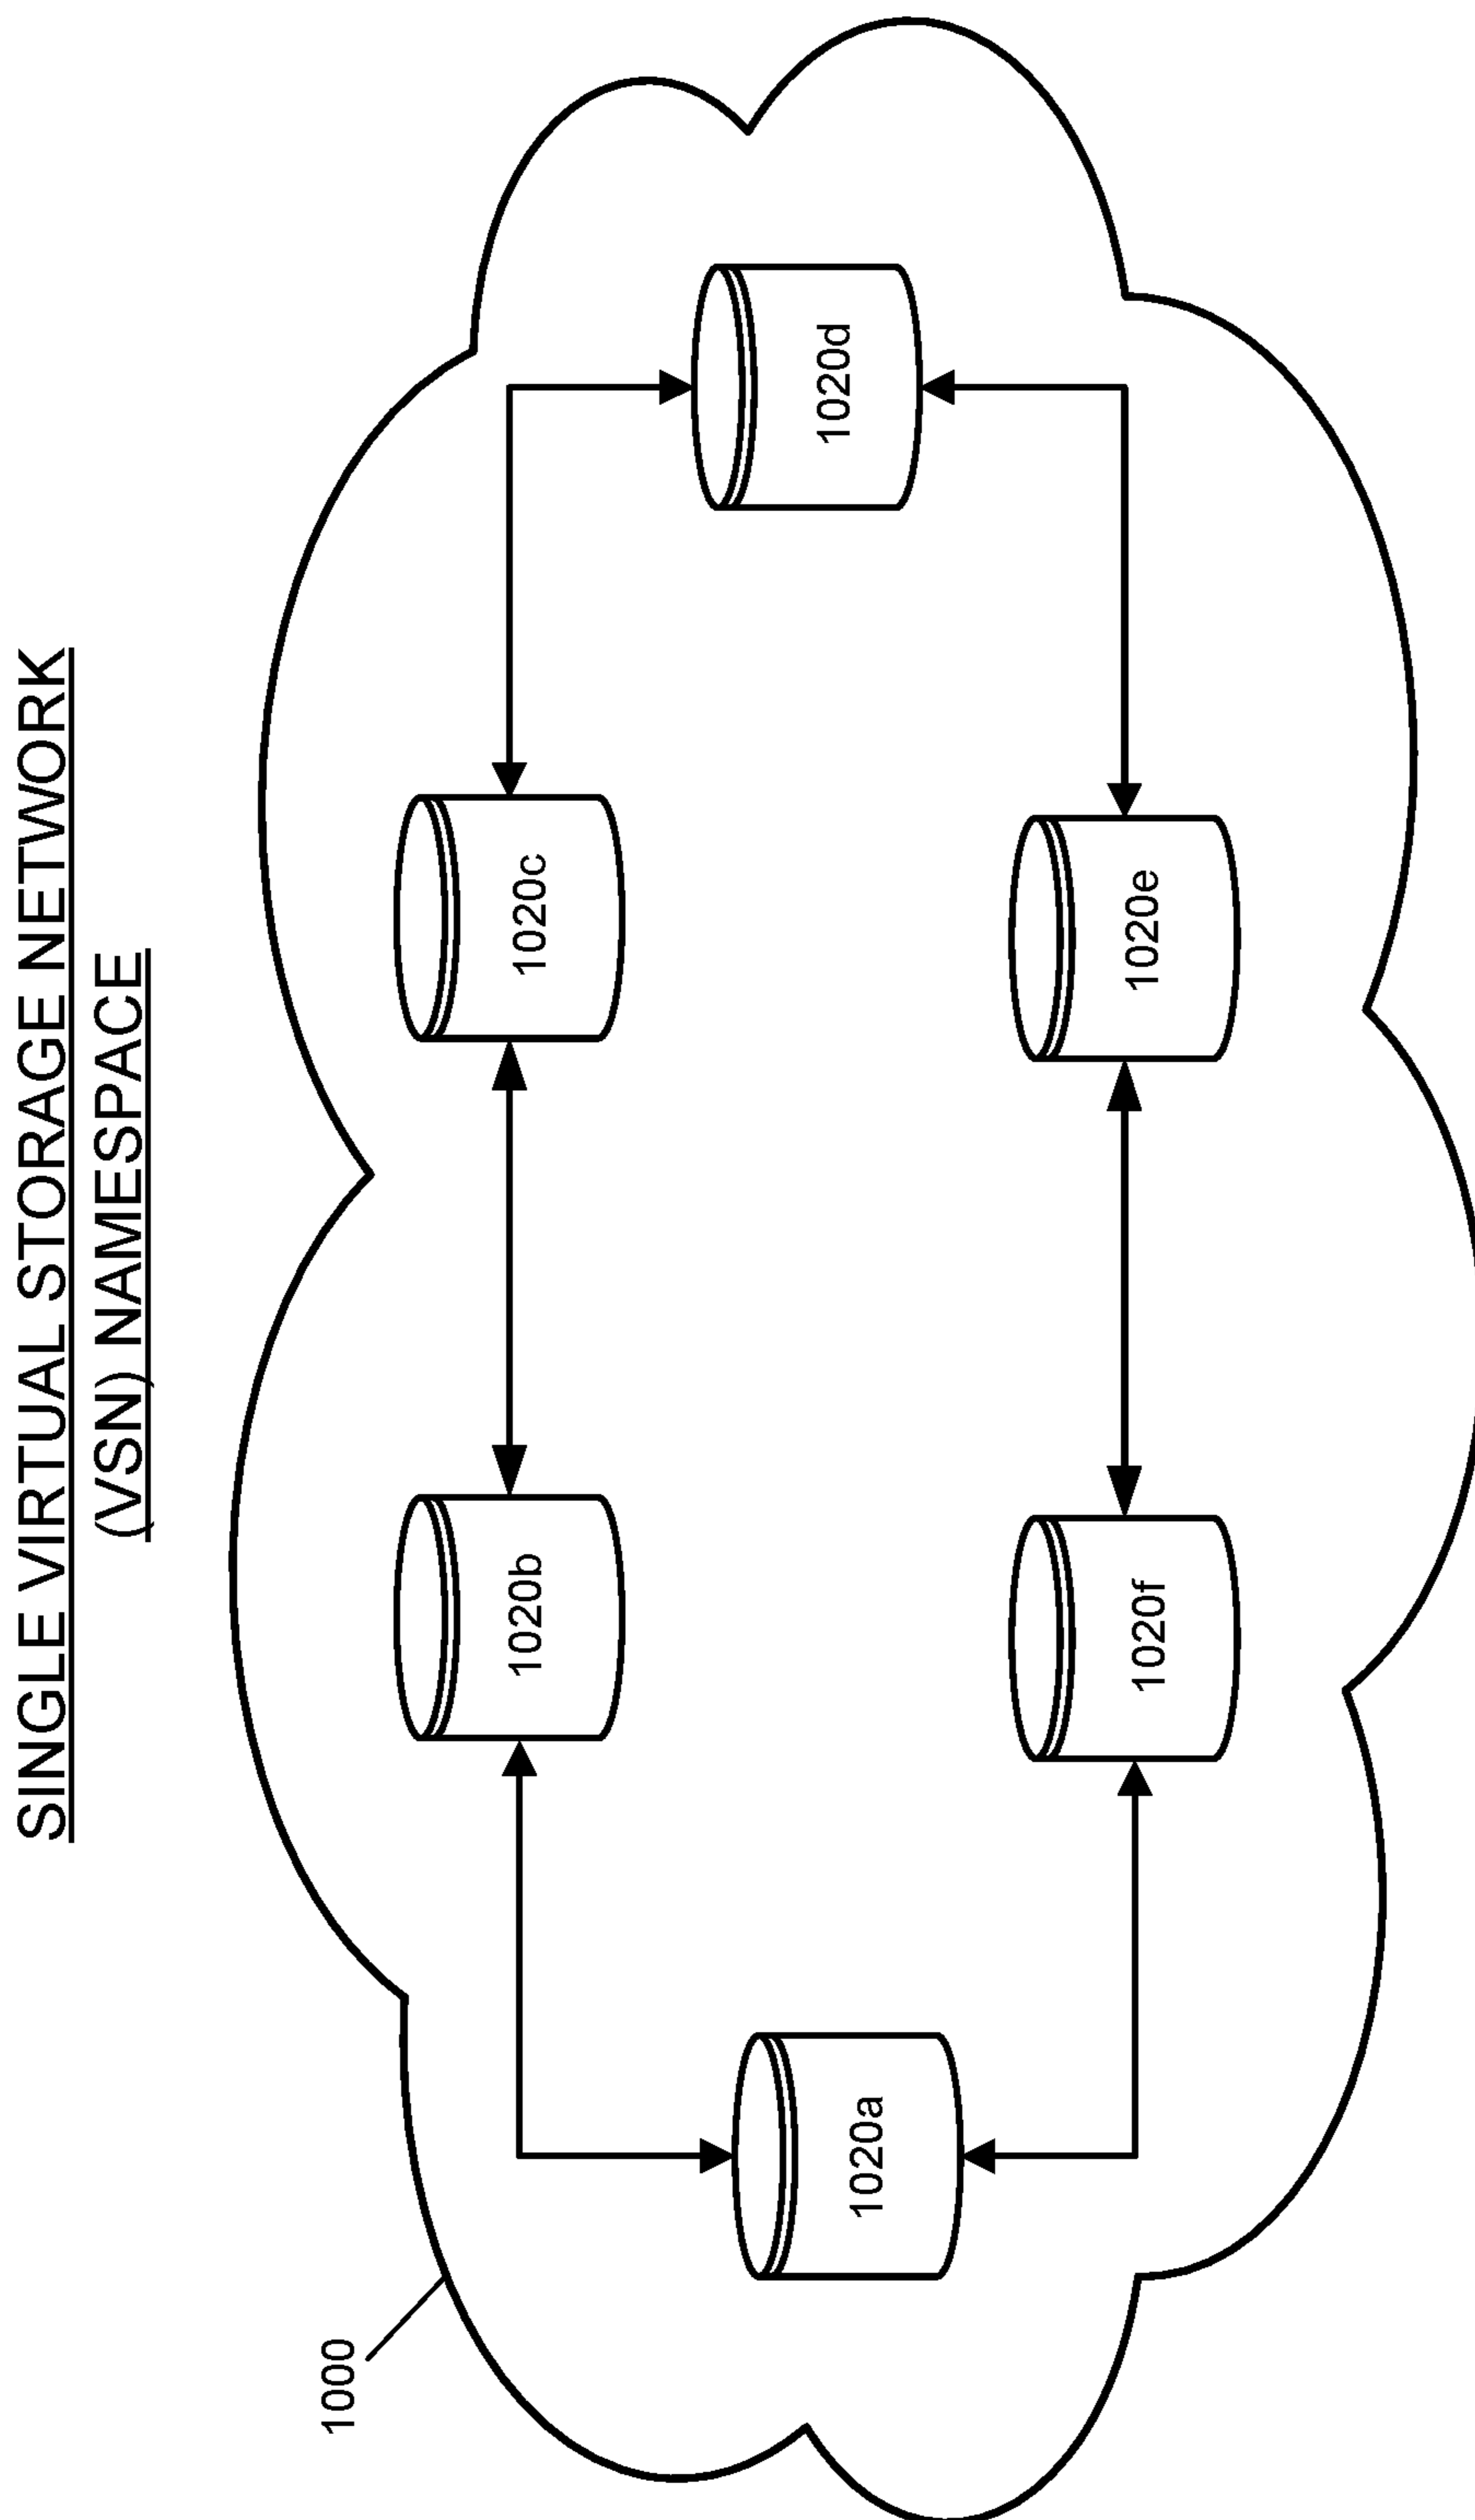 SINGLE VIRTUAL STORAGE NETWORK
(VSN) NAMESPACE
1000
1020a
1020b
1020c
1020d
1020e
1020f